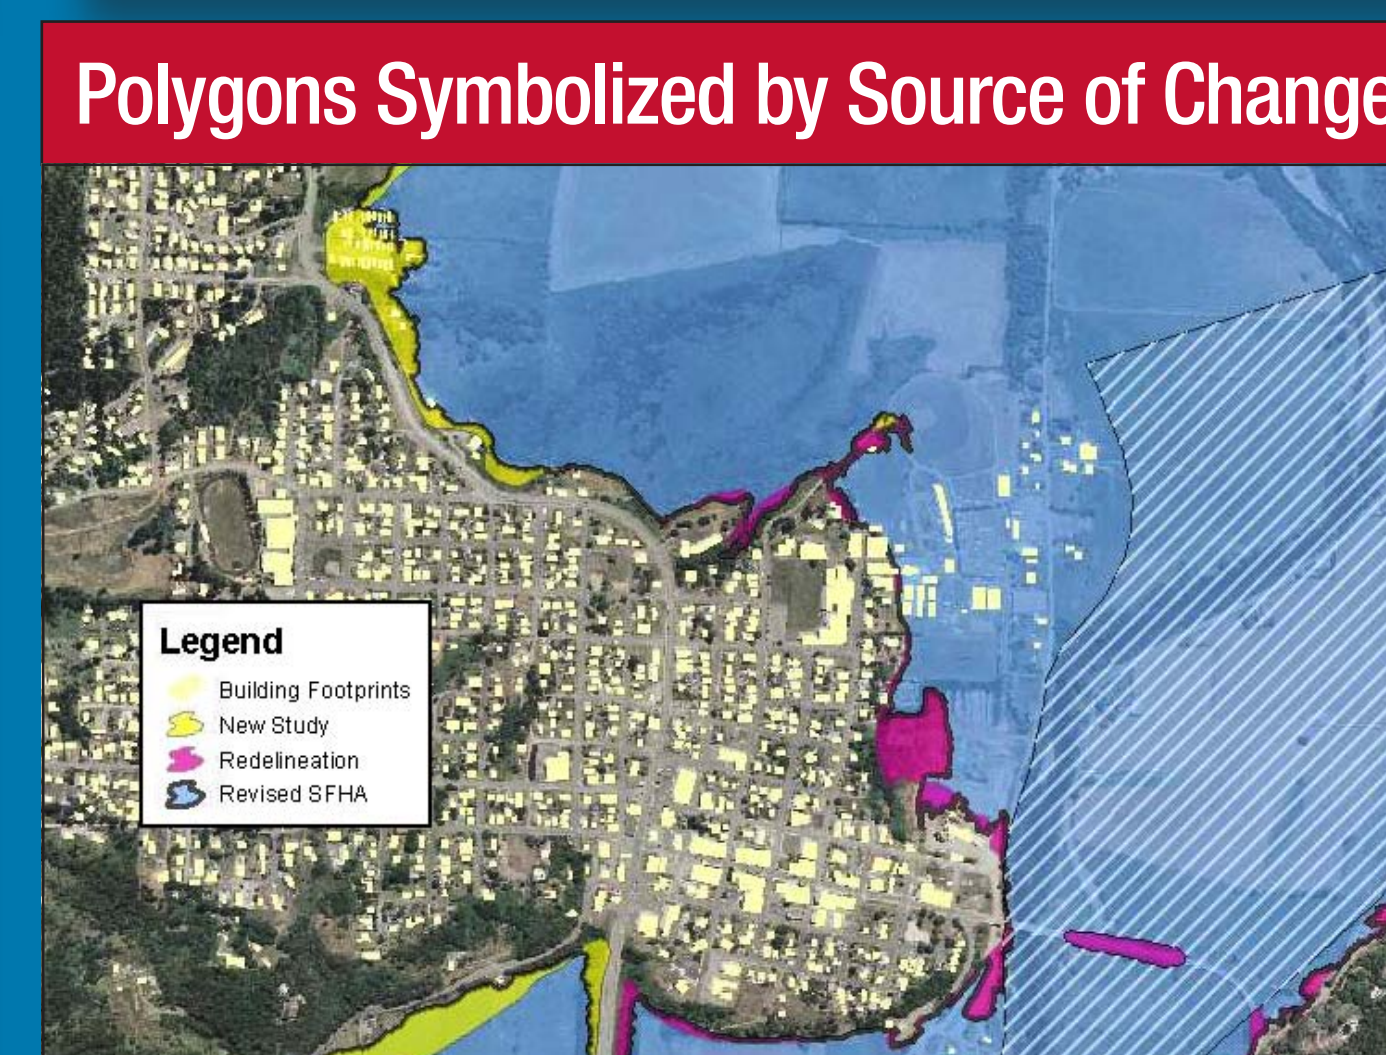 Polygons Symbolized by Source of Change
Legend
Building Footprints
New Study
Redelineation
Revised SFHA